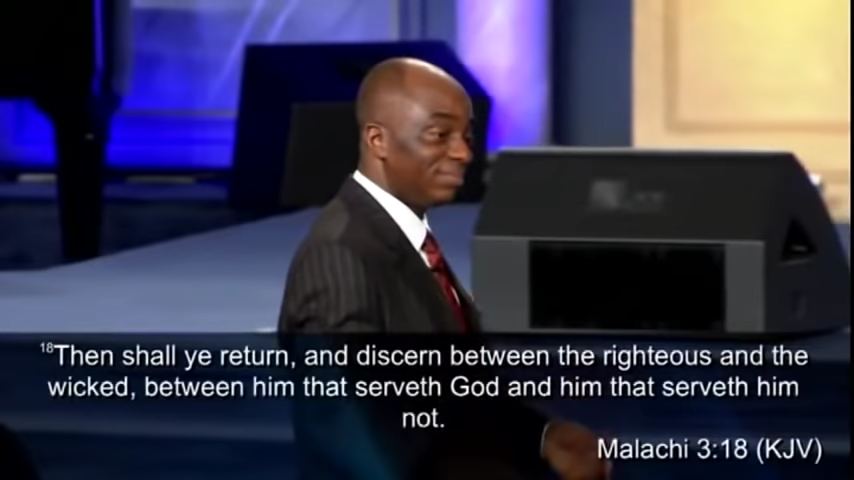 18Then shall ye return, and discern between the righteous and the
wicked, between him that serveth God and him that serveth him
not.
Malachi 3:18 (KJV)